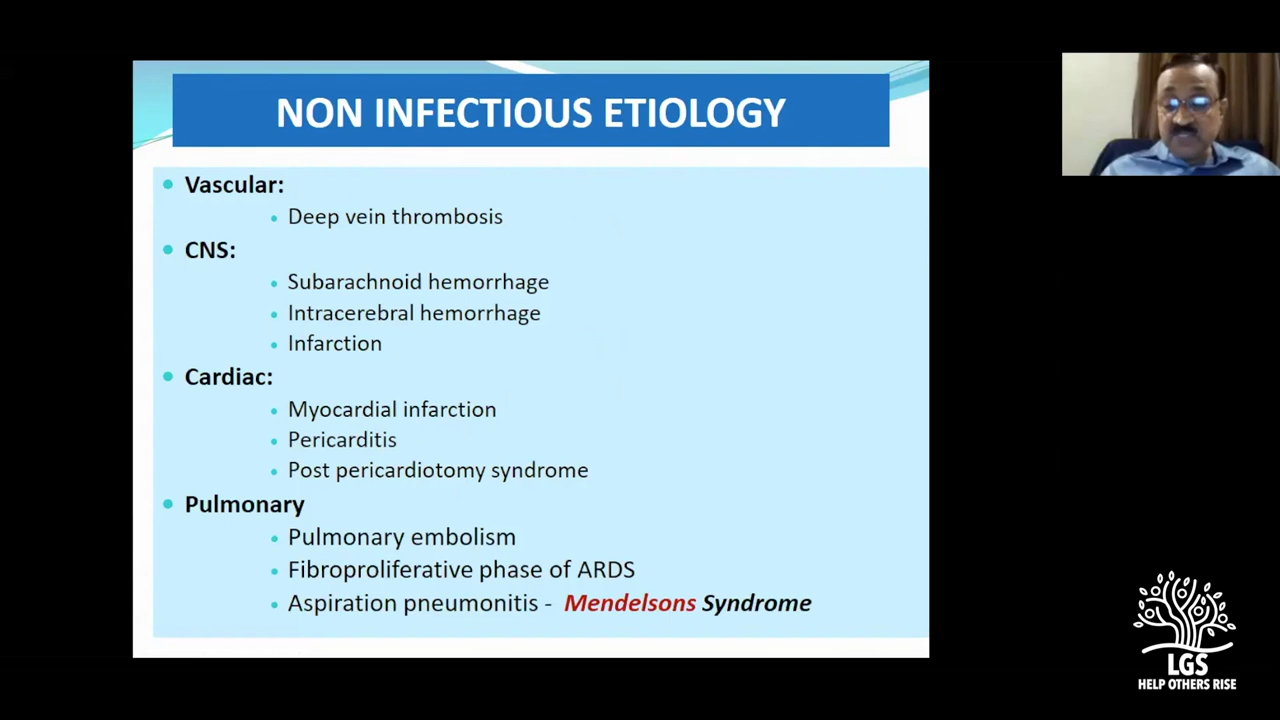 NON INFECTIOUS ETIOLOGY
Vascular:
Deep vein thrombosis
CNS:
Subarachnoid hemorrhage
Intracerebral hemorrhage
Infarction
Cardiac:
Myocardial infarction
Pericarditis
Post pericardiotomy syndrome
Pulmonary
Pulmonary embolism
Fibroproliferative phase of ARDS
Aspiration pneumonitis - Mendelsons Syndrome
LGS
HELP OTHERS RISE